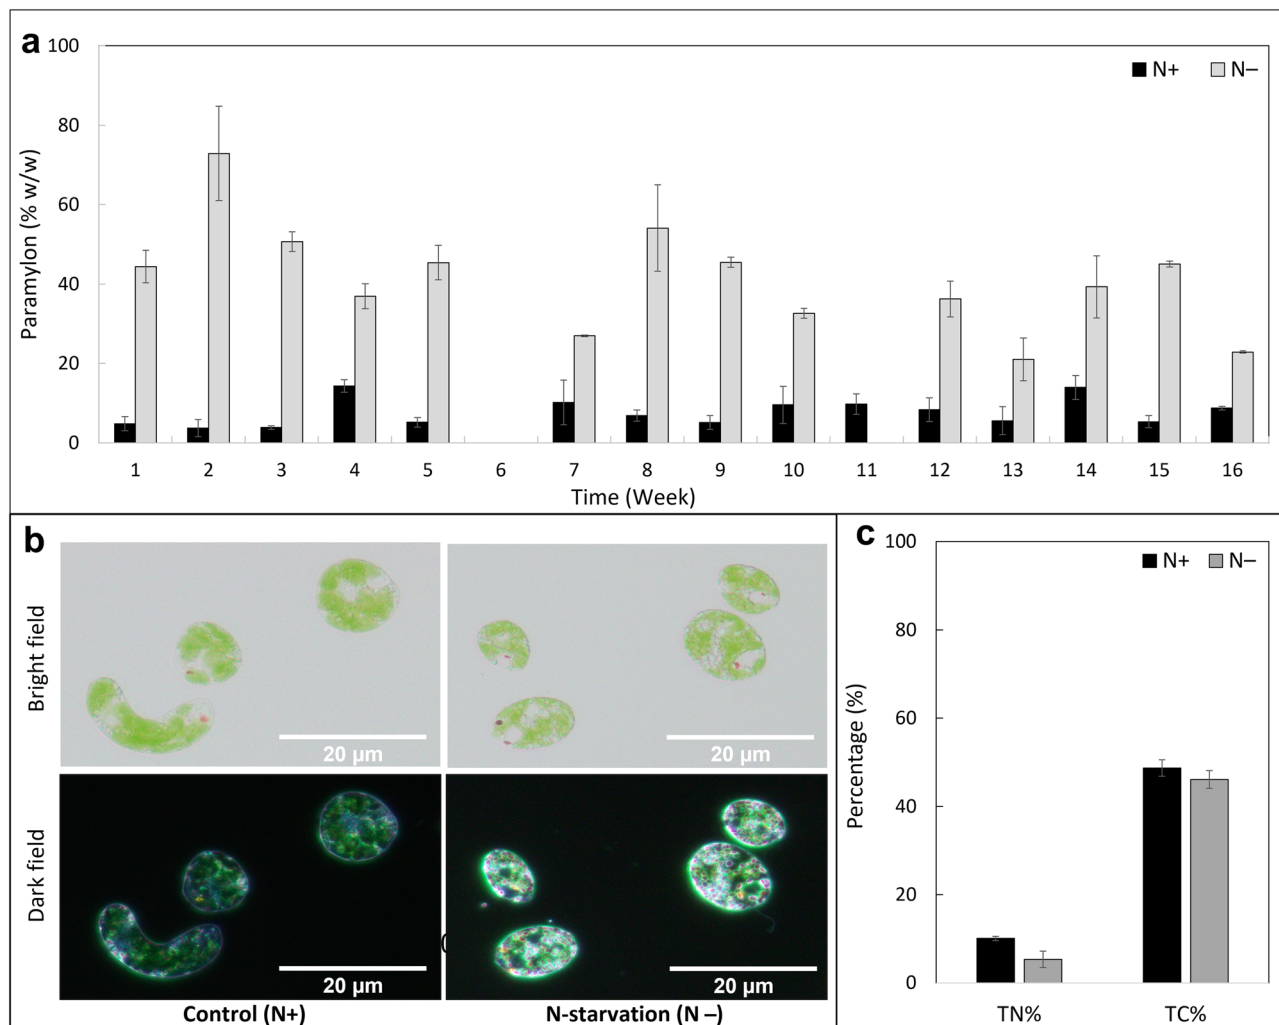 a
100
80
60
40
20
0
Paramylon (% w/w)
N+ N–
1 2 3 4 5 6 7 8 9 10 11 12 13 14 15 16
Time (Week)
b
Bright field
20 µm 20 µm
Dark field
20 µm 20 µm
Control (N+) N-starvation (N –)
c
100
80
60
40
20
0
Percentage (%)
N+ N–
TN% TC%